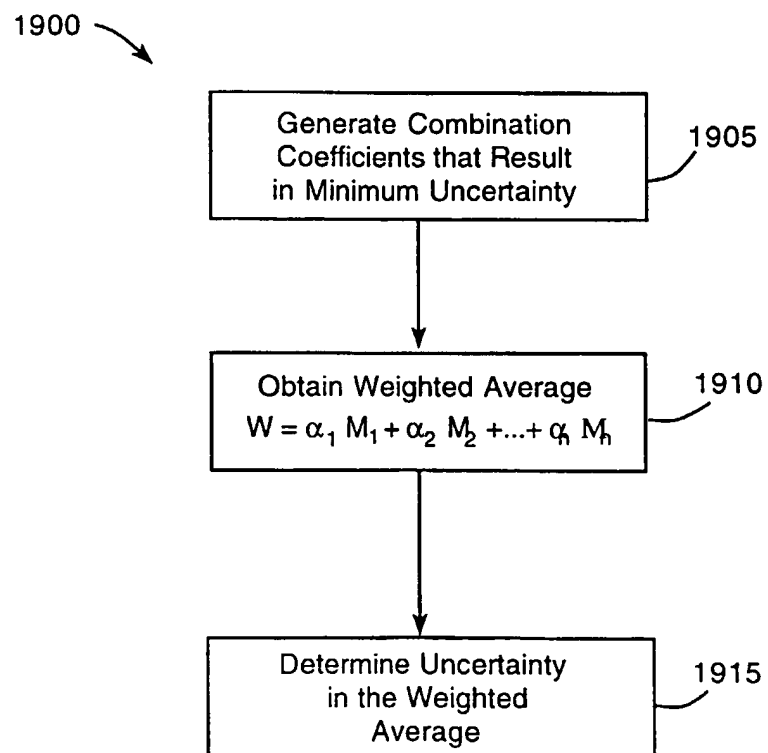 1900
Generate Combination
Coefficients that Result
in Minimum Uncertainty
1905
Obtain Weighted Average
W = α₁ M₁ + α₂ M₂ +...+ αₙ Mₙ
1910
Determine Uncertainty
in the Weighted
Average
1915